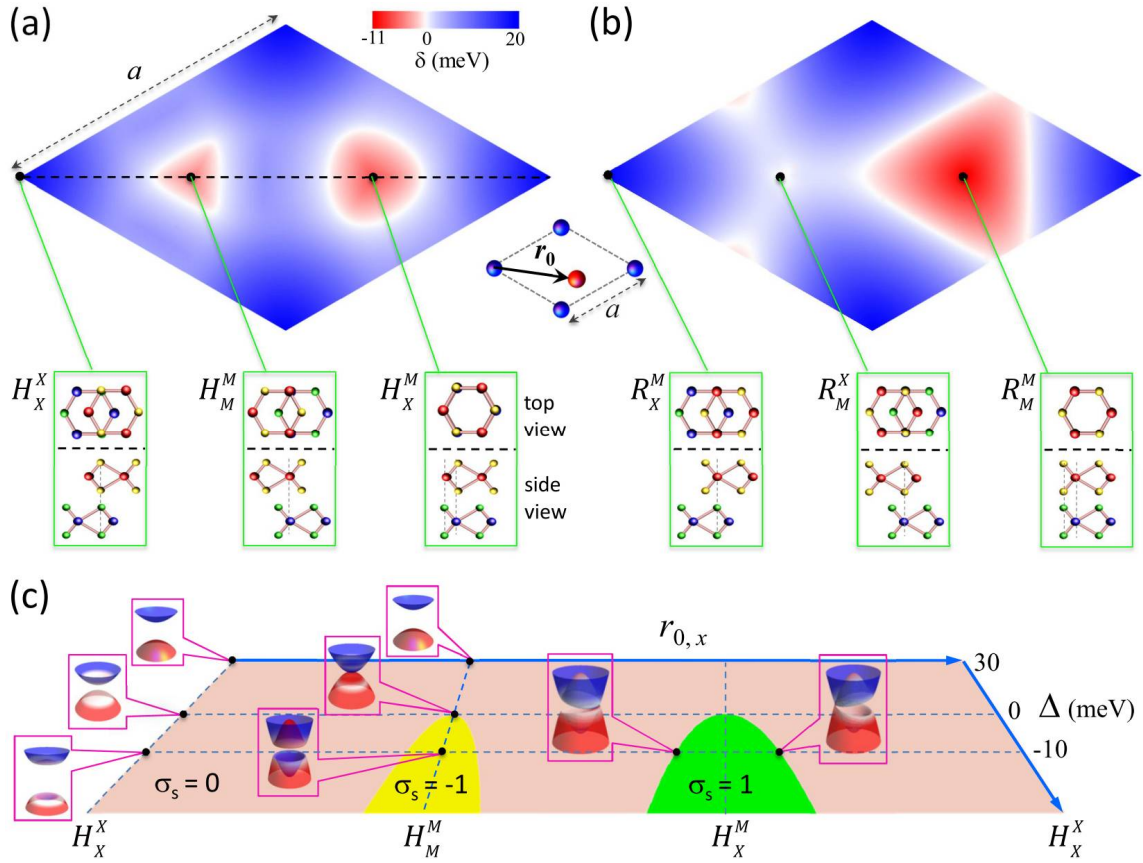 (a)
a
-11 0 20
δ (meV)
(b)
r₀
a
H_X^X
H_M^M
H_X^M
top
view
side
view
R_X^M
R_M^X
R_M^M
(c)
r₀,ₓ
30
0 Δ (meV)
-10
σₛ = 0
σₛ = -1
σₛ = 1
H_X^X
H_M^M
H_X^M
H_X^X